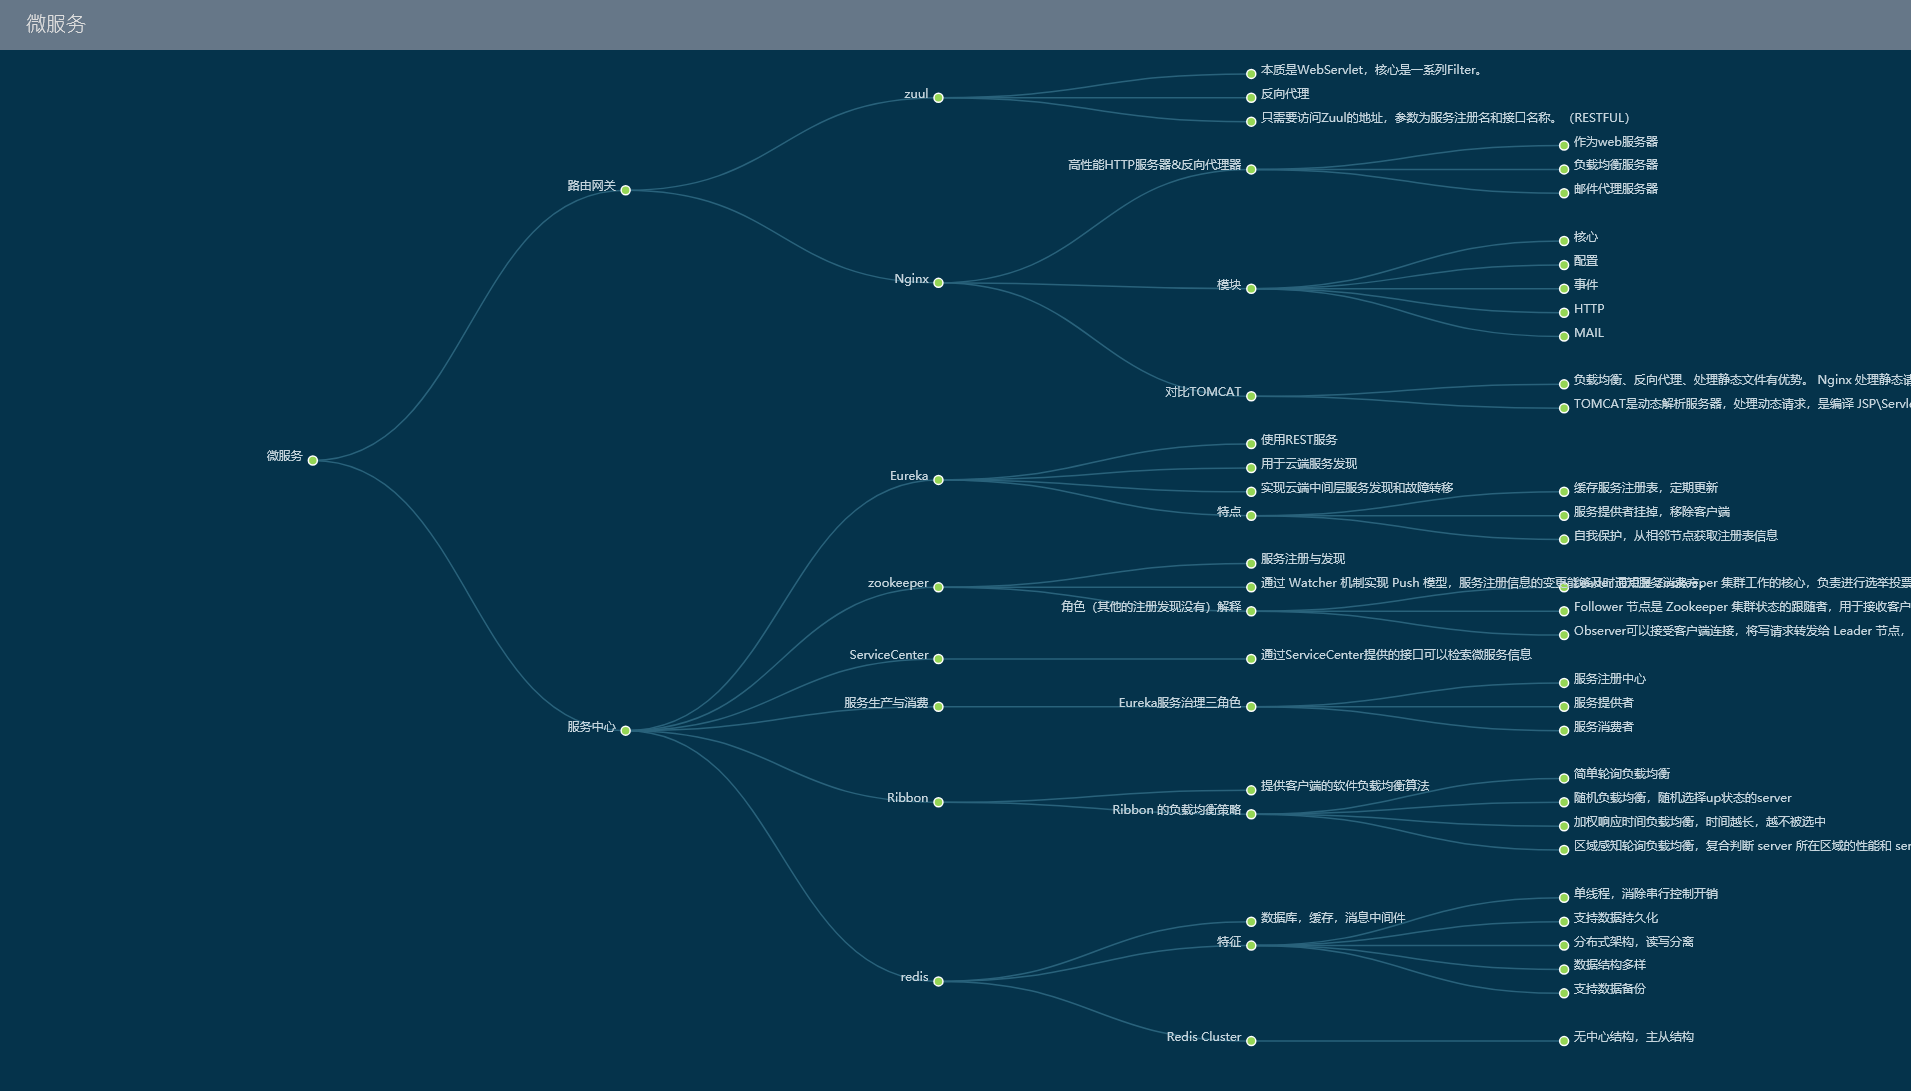 微服务
zuul
本质是WebServlet，核心是一系列Filter。
反向代理
只需要访问Zuul的地址，参数为服务注册名和接口名称。（RESTFUL）
路由网关
高性能HTTP服务器&反向代理器
作为web服务器
负载均衡服务器
邮件代理服务器
Nginx
模块
核心
配置
事件
HTTP
MAIL
对比TOMCAT
负载均衡、反向代理、处理静态文件有优势。 Nginx 处理静态请
TOMCAT是动态解析服务器，处理动态请求，是编译 JSP\Servle
微服务
Eureka
使用REST服务
用于云端服务发现
实现云端中间层服务发现和故障转移
特点
缓存服务注册表，定期更新
服务提供者挂掉，移除客户端
自我保护，从相邻节点获取注册表信息
zookeeper
服务注册与发现
通过 Watcher 机制实现 Push 模型，服务注册信息的变更能够及时通知服务消费方
集群工作的核心，负责进行选举投票
角色（其他的注册发现没有）解释
Follower 节点是 Zookeeper 集群状态的跟随者，用于接收客户
Observer可以接受客户端连接，将写请求转发给 Leader 节点，
ServiceCenter
通过ServiceCenter提供的接口可以检索微服务信息
服务生产与消费
Eureka服务治理三角色
服务注册中心
服务提供者
服务消费者
服务中心
Ribbon
提供客户端的软件负载均衡算法
Ribbon 的负载均衡策略
简单轮询负载均衡
随机负载均衡，随机选择up状态的server
加权响应时间负载均衡，时间越长，越不被选中
区域感知轮询负载均衡，复合判断 server 所在区域的性能和 ser
redis
数据库，缓存，消息中间件
特征
单线程，消除串行控制开销
支持数据持久化
分布式架构，读写分离
数据结构多样
支持数据备份
Redis Cluster
无中心结构，主从结构